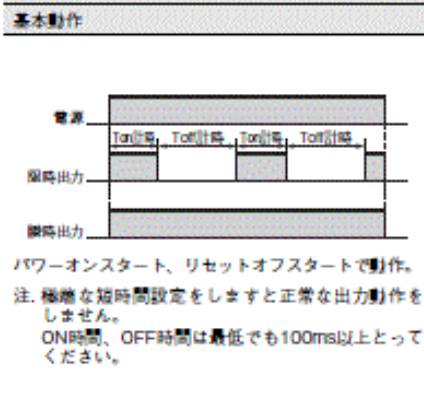 基本動作
電源
Ton計時 Toff計時 Ton計時 Toff計時
限時出力
瞬時出力
パワーオンスタート、リセットオフスタートで動作。
注. 極端な短時間設定をしますと正常な出力動作を
しません。
ON時間、OFF時間は最低でも100ms以上とって
ください。